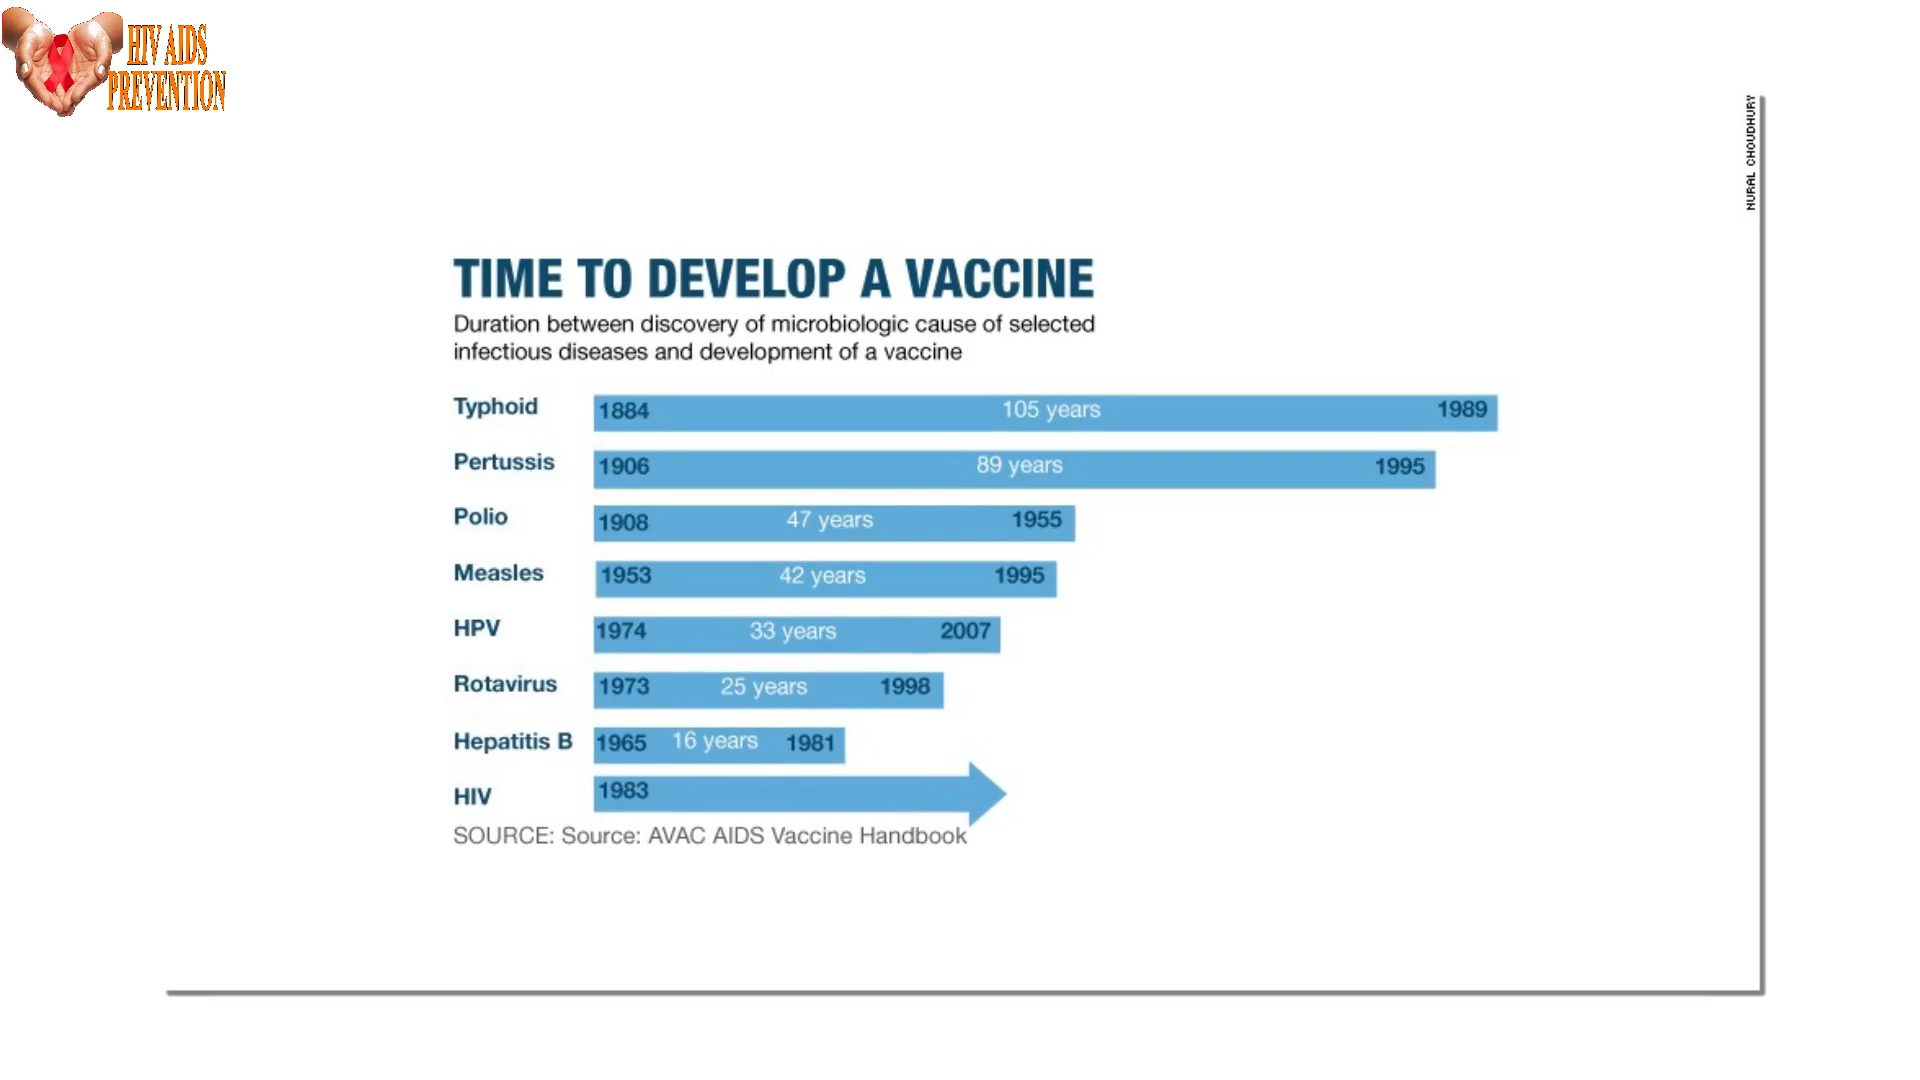 HIV AIDS
PREVENTION
NURAL CHOUDHURY
TIME TO DEVELOP A VACCINE
Duration between discovery of microbiologic cause of selected
infectious diseases and development of a vaccine
Typhoid 1884 105 years 1989
Pertussis 1906 89 years 1995
Polio 1908 47 years 1955
Measles 1953 42 years 1995
HPV 1974 33 years 2007
Rotavirus 1973 25 years 1998
Hepatitis B 1965 16 years 1981
HIV 1983
SOURCE: Source: AVAC AIDS Vaccine Handbook